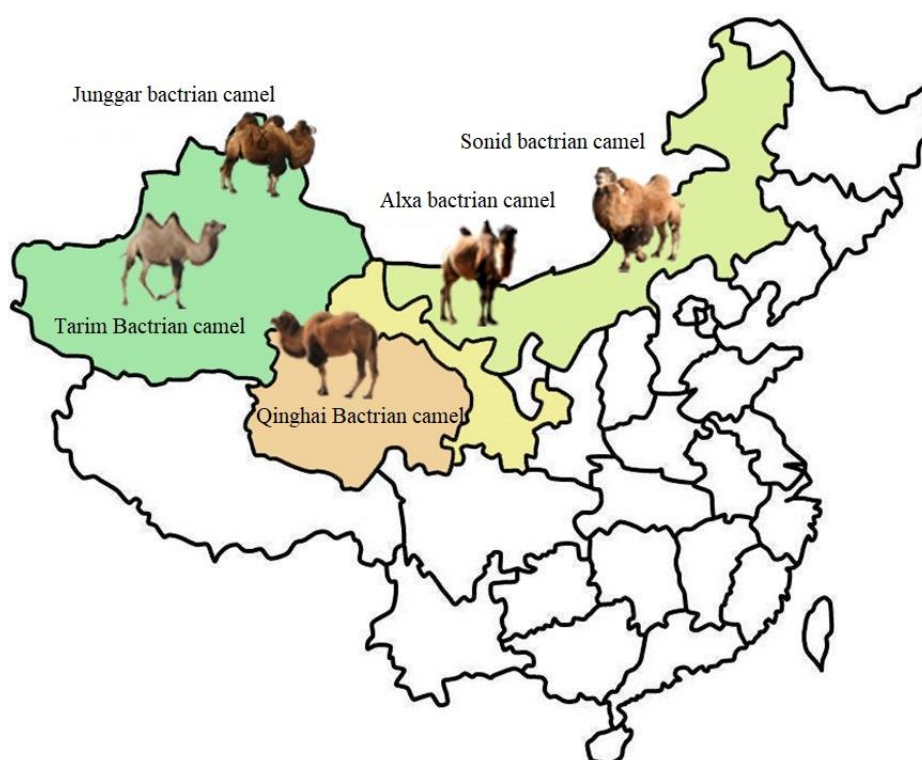 Junggar bactrian camel
Sonid bactrian camel
Alxa bactrian camel
Tarim Bactrian camel
Qinghai Bactrian camel